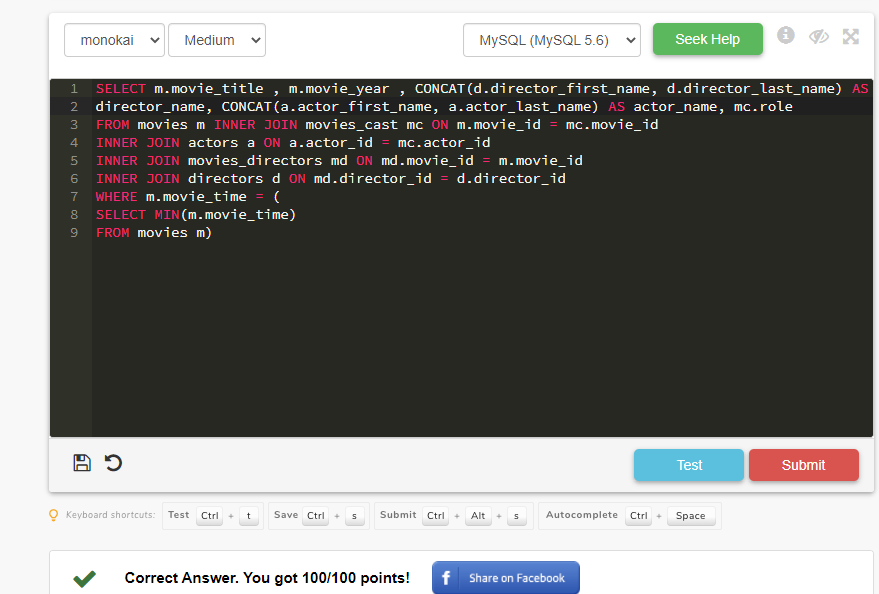 monokai Medium MySQL (MySQL 5.6) Seek Help
1 SELECT m.movie_title , m.movie_year , CONCAT(d.director_first_name, d.director_last_name) AS
2 director_name, CONCAT(a.actor_first_name, a.actor_last_name) AS actor_name, mc.role
3 FROM movies m INNER JOIN movies_cast mc ON m.movie_id = mc.movie_id
4 INNER JOIN actors a ON a.actor_id = mc.actor_id
5 INNER JOIN movies_directors md ON md.movie_id = m.movie_id
6 INNER JOIN directors d ON md.director_id = d.director_id
7 WHERE m.movie_time = (
8 SELECT MIN(m.movie_time)
9 FROM movies m)
Test Submit
Keyboard shortcuts: Test Ctrl + t Save Ctrl + s Submit Ctrl + Alt + s Autocomplete Ctrl + Space
Correct Answer. You got 100/100 points! f Share on Facebook